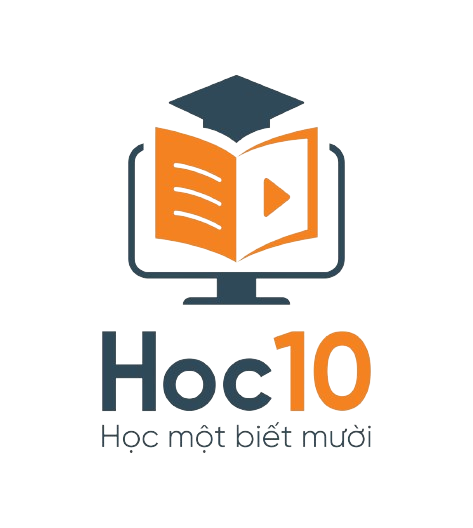 Hoc10
Học một biết mười